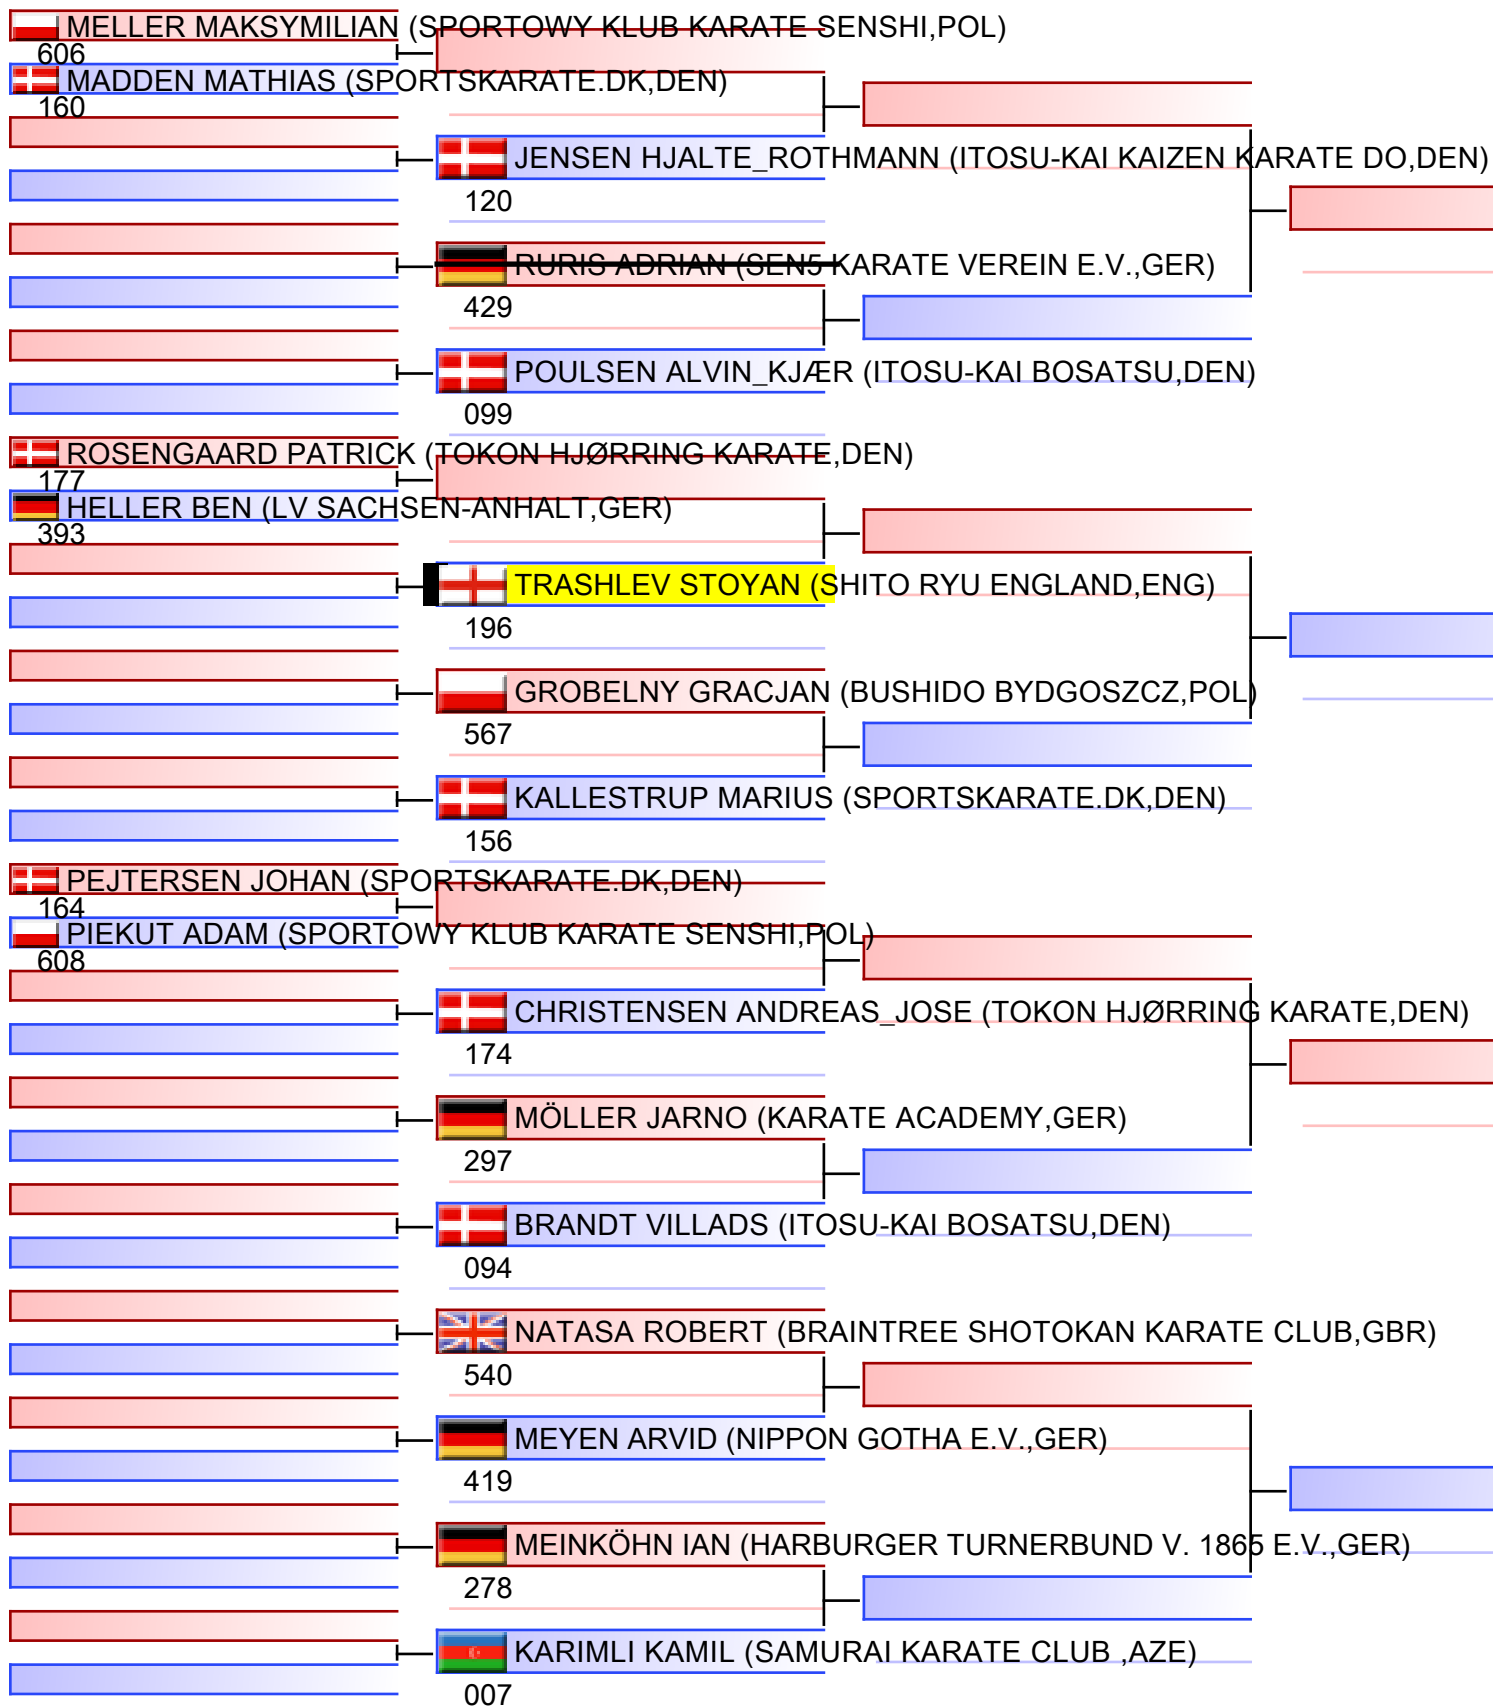 MELLER MAKSYMILIAN (SPORTOWY KLUB KARATE SENSHI,POL)
606
MADDEN MATHIAS (SPORTSKARATE.DK,DEN)
160
JENSEN HJALTE_ROTHMANN (ITOSU-KAI KAIZEN KARATE DO,DEN)
120
RURIS ADRIAN (SEN5 KARATE VEREIN E.V.,GER)
429
POULSEN ALVIN_KJÆR (ITOSU-KAI BOSATSU,DEN)
099
ROSENGAARD PATRICK (TOKON HJØRRING KARATE,DEN)
177
HELLER BEN (LV SACHSEN-ANHALT,GER)
393
TRASHLEV STOYAN (SHITO RYU ENGLAND,ENG)
196
GROBELNY GRACJAN (BUSHIDO BYDGOSZCZ,POL)
567
KALLESTRUP MARIUS (SPORTSKARATE.DK,DEN)
156
PEJTERSEN JOHAN (SPORTSKARATE.DK,DEN)
164
PIEKUT ADAM (SPORTOWY KLUB KARATE SENSHI,POL)
608
CHRISTENSEN ANDREAS_JOSE (TOKON HJØRRING KARATE,DEN)
174
MÖLLER JARNO (KARATE ACADEMY,GER)
297
BRANDT VILLADS (ITOSU-KAI BOSATSU,DEN)
094
NATASA ROBERT (BRAINTREE SHOTOKAN KARATE CLUB,GBR)
540
MEYEN ARVID (NIPPON GOTHA E.V.,GER)
419
MEINKÖHN IAN (HARBURGER TURNERBUND V. 1865 E.V.,GER)
278
KARIMLI KAMIL (SAMURAI KARATE CLUB ,AZE)
007